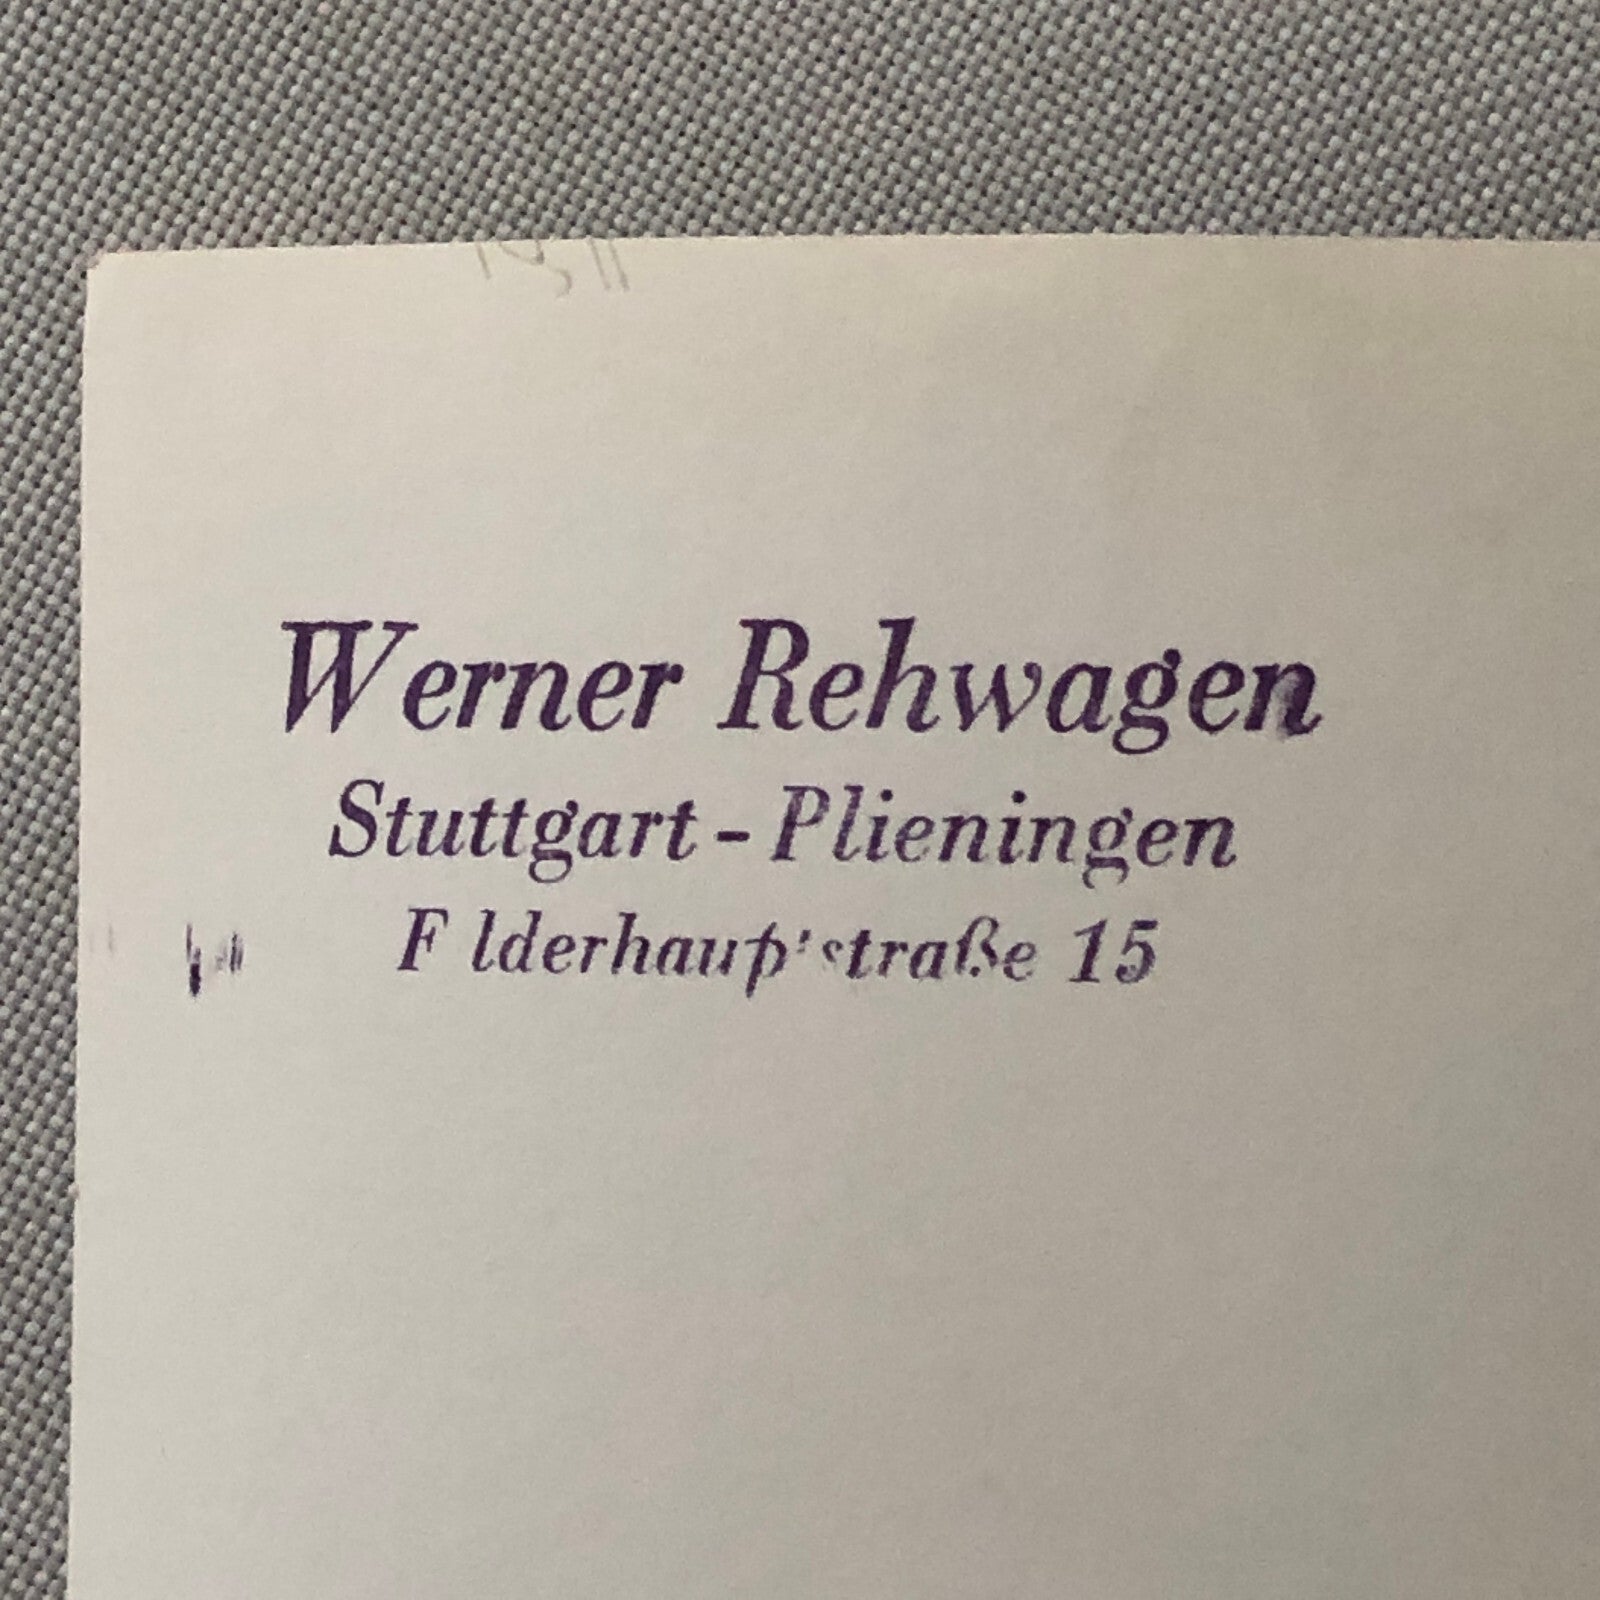 Werner Rehwagen
Stuttgart - Plieningen
F lderhaup'straße 15